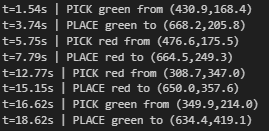 t=1.54s | PICK green from (430.9,168.4)
t=3.74s | PLACE green to (668.2,205.8)
t=5.75s | PICK red from (476.6,175.5)
t=7.79s | PLACE red to (664.5,249.3)
t=12.77s | PICK red from (308.7,347.0)
t=15.15s | PLACE red to (650.0,357.6)
t=16.62s | PICK green from (349.9,214.0)
t=18.62s | PLACE green to (634.4,419.1)